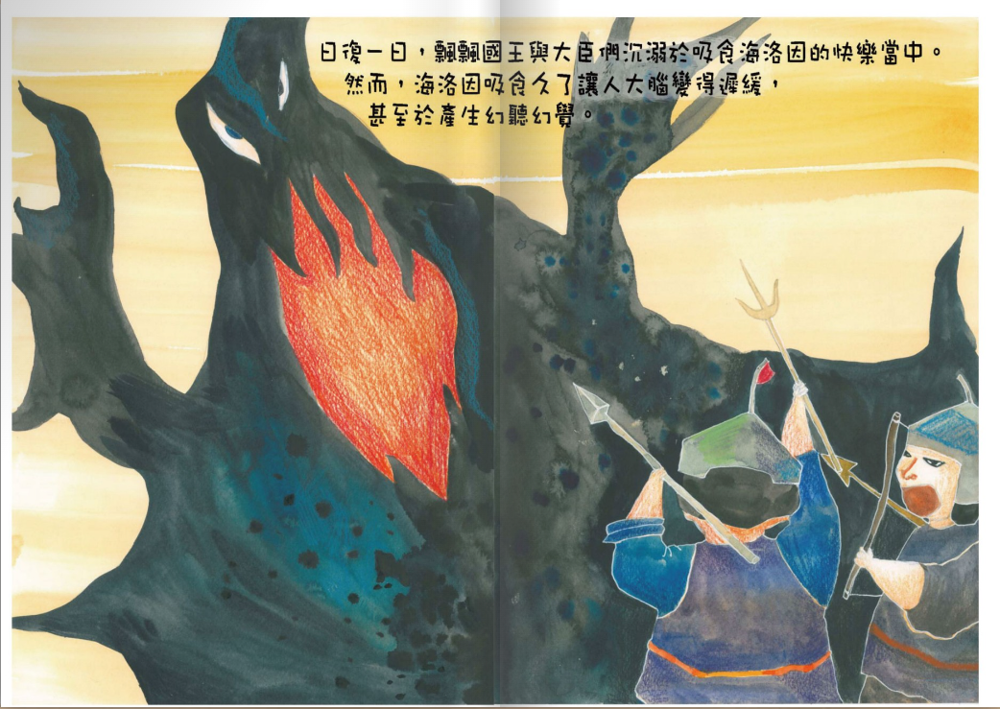 日復一日，飄飄國王與大臣們沉溺於吸食海洛因的快樂當中。
然而，海洛因吸食久了讓人大腦變得遲緩，
甚至於產生幻聽幻覺。